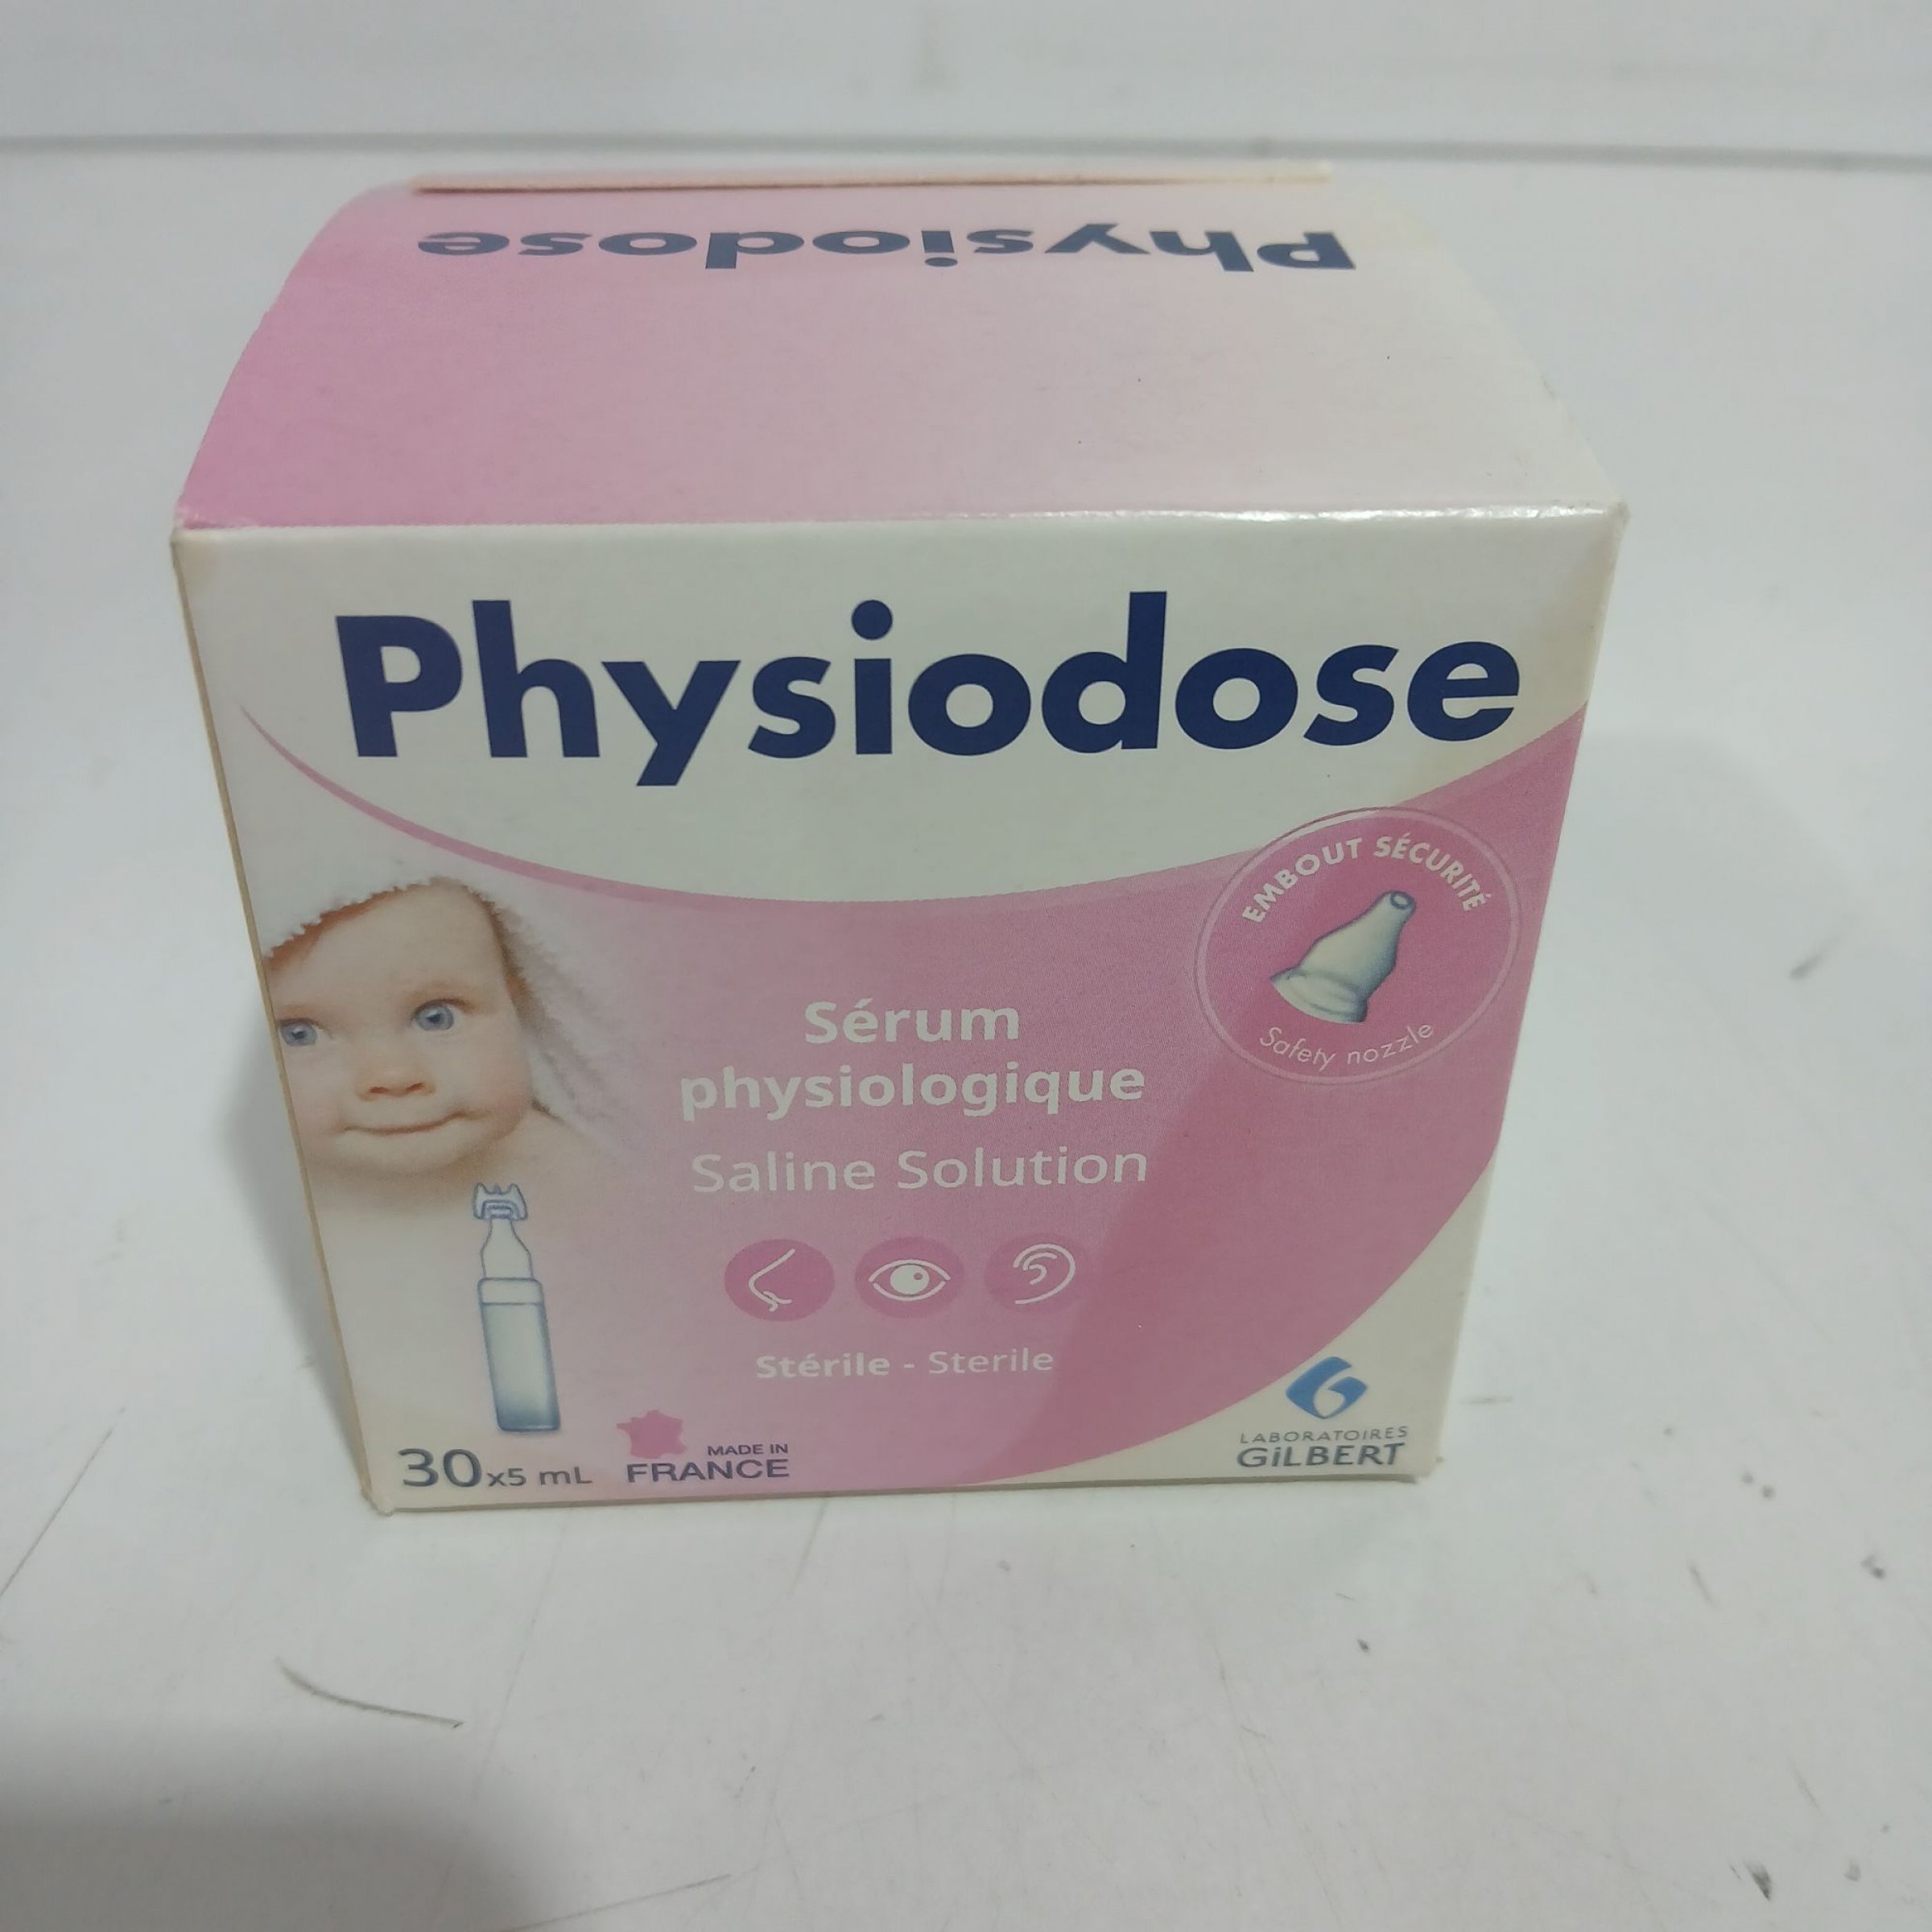 Physiodose
Physiodose
EMBOUT SÉCURITÉ
Safety nozzle
Sérum
physiologique
Saline Solution
Stérile - Sterile
30x5 mL
MADE IN
FRANCE
LABORATOIRES
GiLBERT